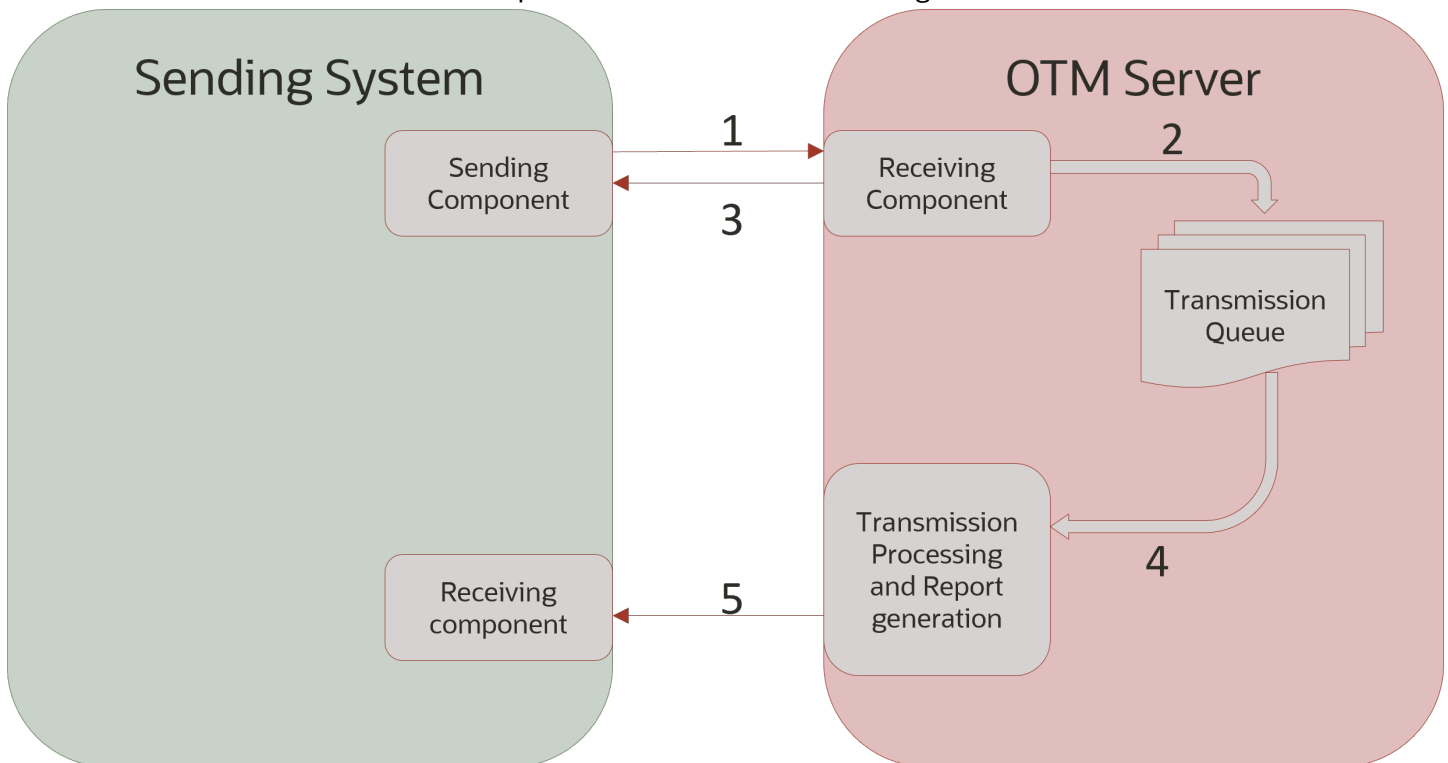 Sending System
OTM Server
1
2
Sending
Component
Receiving
Component
3
Transmission
Queue
Transmission
Processing
and Report
generation
4
Receiving
component
5